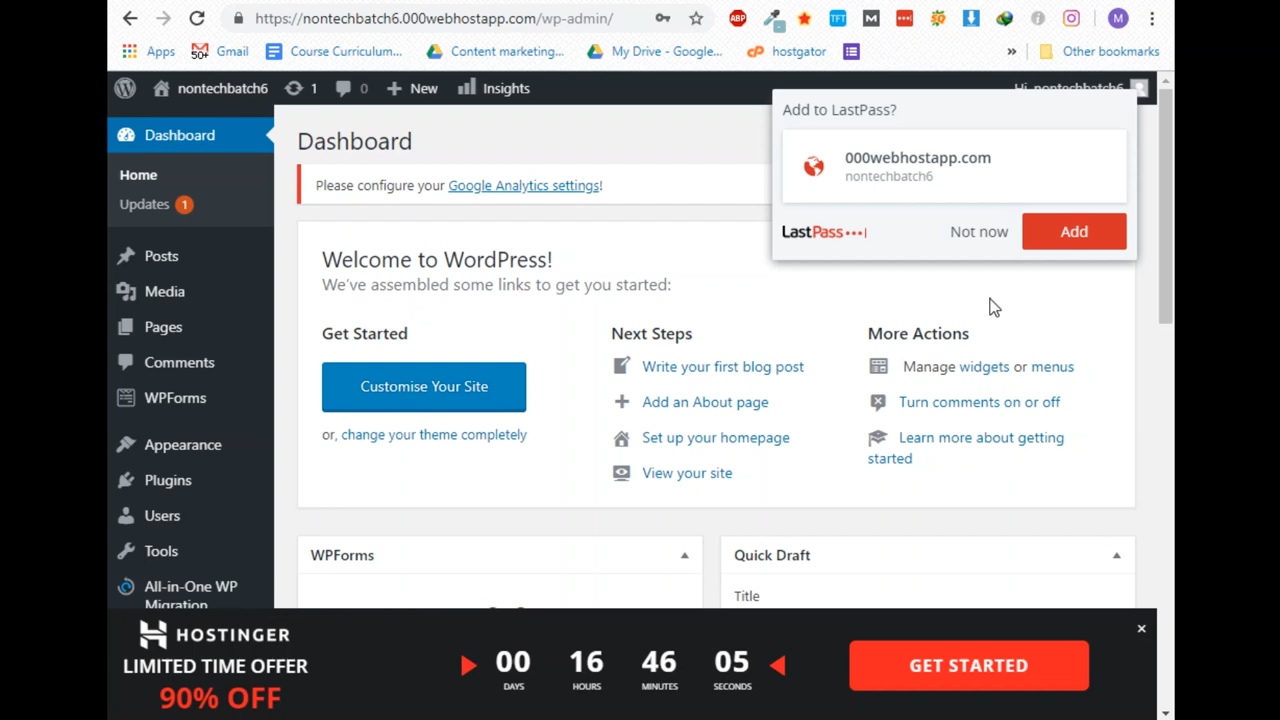 https://nontechbatch6.000webhostapp.com/wp-admin/
ABP
TFT
M
Apps
50+
Gmail
Course Curriculum...
Content marketing...
My Drive - Google...
cP
hostgator
»
Other bookmarks
nontechbatch6
1
0
New
Insights
Hi, nontechbatch6
Dashboard
Home
Updates 1
Posts
Media
Pages
Comments
WPForms
Appearance
Plugins
Users
Tools
All-in-One WP
Migration
Dashboard
Please configure your Google Analytics settings!
Add to LastPass?
000webhostapp.com
nontechbatch6
LastPass
Not now
Add
Welcome to WordPress!
We've assembled some links to get you started:
Get Started
Customise Your Site
or, change your theme completely
Next Steps
Write your first blog post
Add an About page
Set up your homepage
View your site
More Actions
Manage widgets or menus
Turn comments on or off
Learn more about getting
started
WPForms
Quick Draft
Title
HOSTINGER
LIMITED TIME OFFER
90% OFF
00
DAYS
16
HOURS
46
MINUTES
05
SECONDS
GET STARTED
×